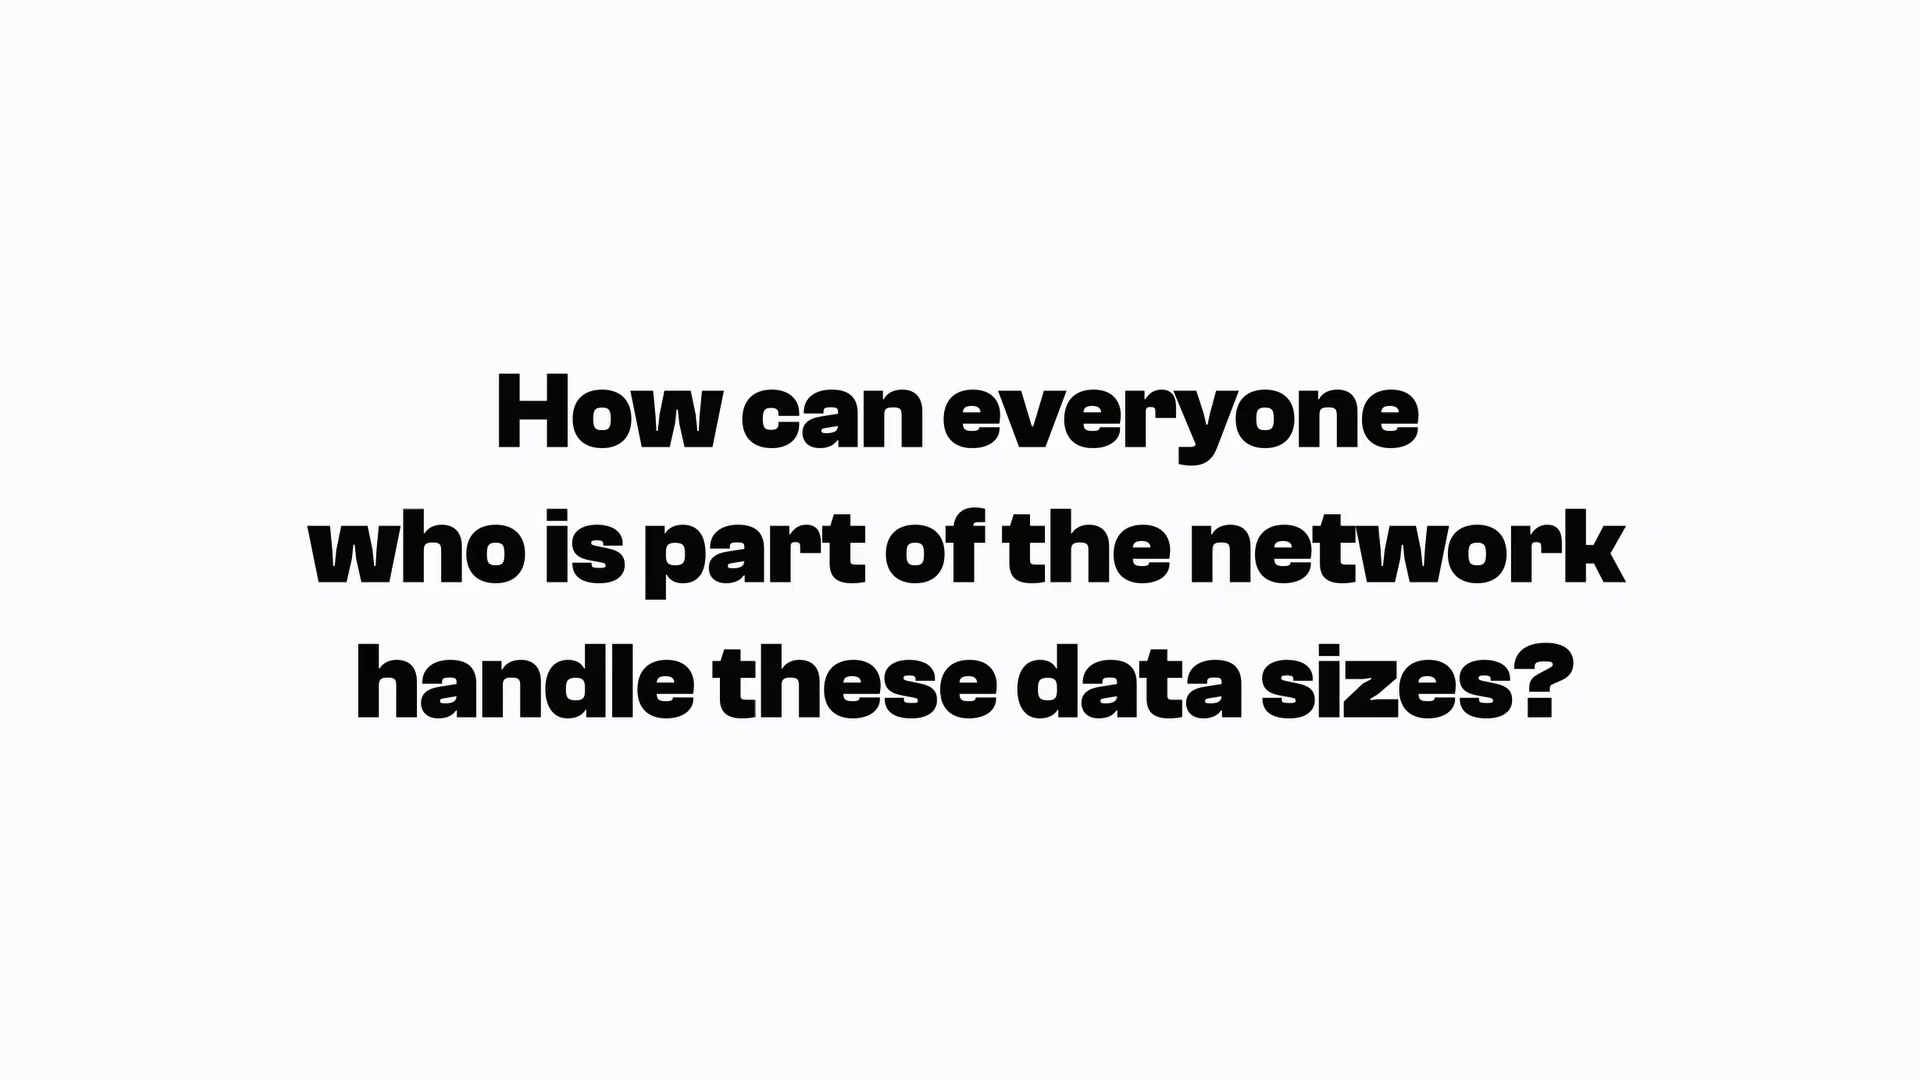 How can everyone
who is part of the network
handle these data sizes?